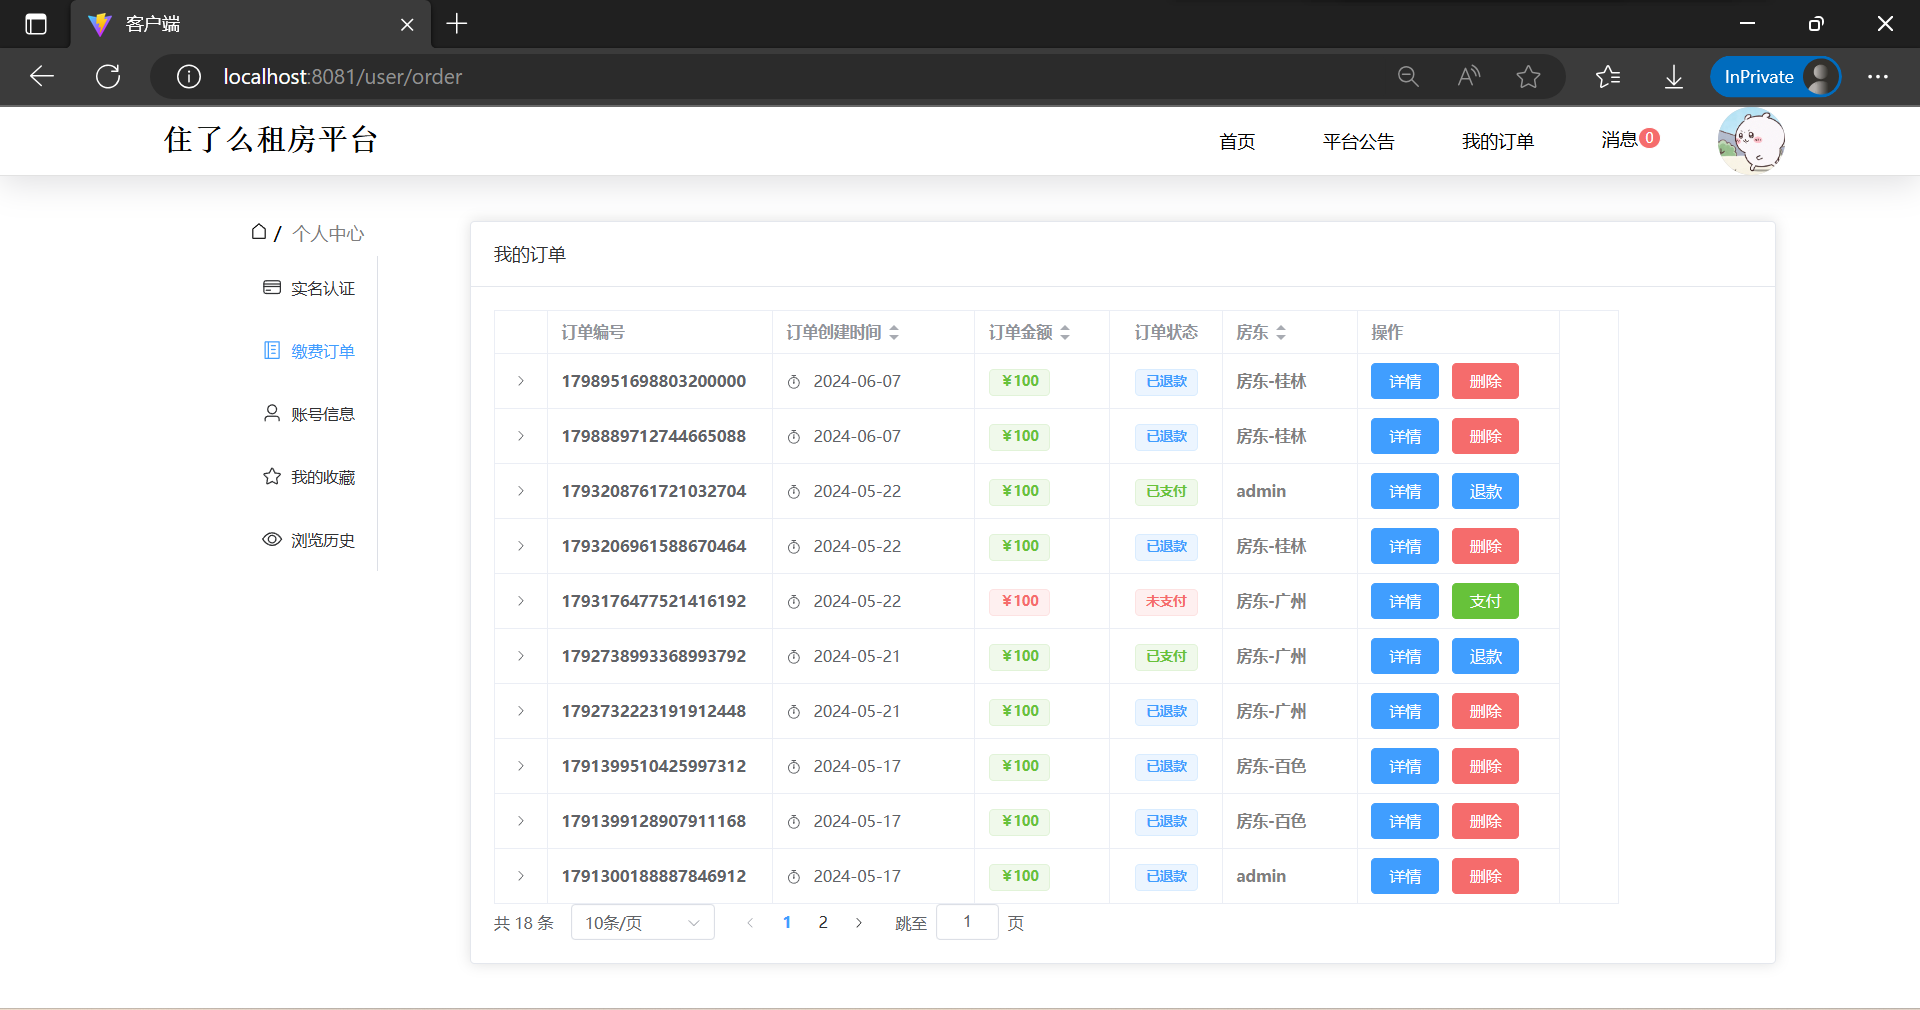 客户端
localhost:8081/user/order
InPrivate
住了么租房平台
首页 平台公告 我的订单 消息 0
/ 个人中心
实名认证
缴费订单
账号信息
我的收藏
浏览历史
我的订单
订单编号 订单创建时间 订单金额 订单状态 房东 操作
1798951698803200000 2024-06-07 ¥100 已退款 房东-桂林 详情 删除
1798889712744665088 2024-06-07 ¥100 已退款 房东-桂林 详情 删除
1793208761721032704 2024-05-22 ¥100 已支付 admin 详情 退款
1793206961588670464 2024-05-22 ¥100 已退款 房东-桂林 详情 删除
1793176477521416192 2024-05-22 ¥100 未支付 房东-广州 详情 支付
1792738993368993792 2024-05-21 ¥100 已支付 房东-广州 详情 退款
1792732223191912448 2024-05-21 ¥100 已退款 房东-广州 详情 删除
1791399510425997312 2024-05-17 ¥100 已退款 房东-百色 详情 删除
1791399128907911168 2024-05-17 ¥100 已退款 房东-百色 详情 删除
1791300188887846912 2024-05-17 ¥100 已退款 admin 详情 删除
共 18 条 10条/页 1 2 跳至 1 页